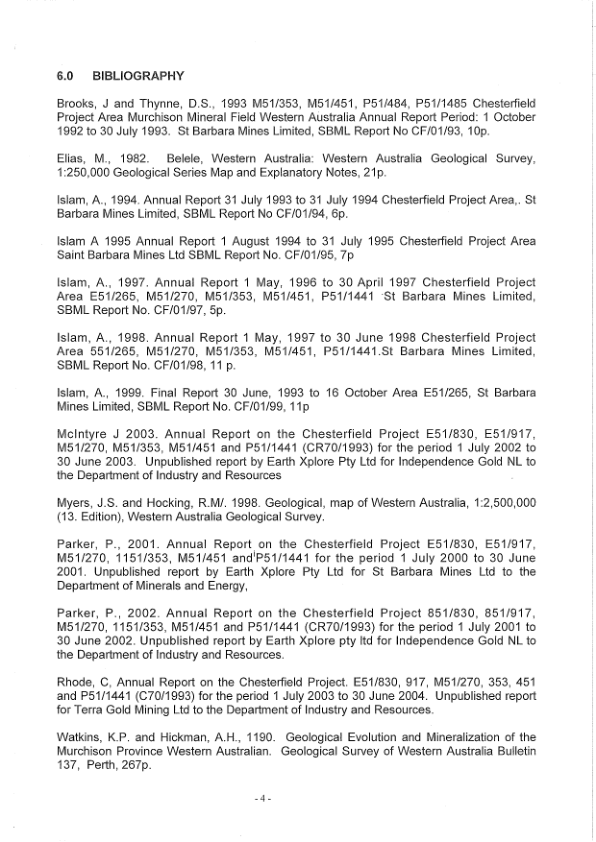 6.0 BIBLIOGRAPHY
Brooks, J and Thynne, D.S., 1993 M51/353, M51/451, P51/484, P51/1485 Chesterfield
Project Area Murchison Mineral Field Western Australia Annual Report Period: 1 October
1992 to 30 July 1993. St Barbara Mines Limited, SBML Report No CF/01/93, 10p.
Elias, M., 1982. Belele, Western Australia: Western Australia Geological Survey,
1:250,000 Geological Series Map and Explanatory Notes, 21p.
Islam, A., 1994. Annual Report 31 July 1993 to 31 July 1994 Chesterfield Project Area,. St
Barbara Mines Limited, SBML Report No CF/01/94, 6p.
Islam A 1995 Annual Report 1 August 1994 to 31 July 1995 Chesterfield Project Area
Saint Barbara Mines Ltd SBML Report No. CF/01/95, 7p
Islam, A., 1997. Annual Report 1 May, 1996 to 30 April 1997 Chesterfield Project
Area E51/265, M51/270, M51/353, M51/451, P51/1441 St Barbara Mines Limited,
SBML Report No. CF/01/97, 5p.
Islam, A., 1998. Annual Report 1 May, 1997 to 30 June 1998 Chesterfield Project
Area 551/265, M51/270, M51/353, M51/451, P51/1441.St Barbara Mines Limited,
SBML Report No. CF/01/98, 11 p.
Islam, A., 1999. Final Report 30 June, 1993 to 16 October Area E51/265, St Barbara
Mines Limited, SBML Report No. CF/01/99, 11p
McIntyre J 2003. Annual Report on the Chesterfield Project E51/830, E51/917,
M51/270, M51/353, M51/451 and P51/1441 (CR70/1993) for the period 1 July 2002 to
30 June 2003. Unpublished report by Earth Xplore Pty Ltd for Independence Gold NL to
the Department of Industry and Resources
Myers, J.S. and Hocking, R.M/. 1998. Geological, map of Western Australia, 1:2,500,000
(13. Edition), Western Australia Geological Survey.
Parker, P., 2001. Annual Report on the Chesterfield Project E51/830, E51/917,
M51/270, 1151/353, M51/451 and P51/1441 for the period 1 July 2000 to 30 June
2001. Unpublished report by Earth Xplore Pty Ltd for St Barbara Mines Ltd to the
Department of Minerals and Energy,
Parker, P., 2002. Annual Report on the Chesterfield Project 851/830, 851/917,
M51/270, 1151/353, M51/451 and P51/1441 (CR70/1993) for the period 1 July 2001 to
30 June 2002. Unpublished report by Earth Xplore pty ltd for Independence Gold NL to
the Department of Industry and Resources.
Rhode, C, Annual Report on the Chesterfield Project. E51/830, 917, M51/270, 353, 451
and P51/1441 (C70/1993) for the period 1 July 2003 to 30 June 2004. Unpublished report
for Terra Gold Mining Ltd to the Department of Industry and Resources.
Watkins, K.P. and Hickman, A.H., 1190. Geological Evolution and Mineralization of the
Murchison Province Western Australian. Geological Survey of Western Australia Bulletin
137, Perth, 267p.
- 4 -